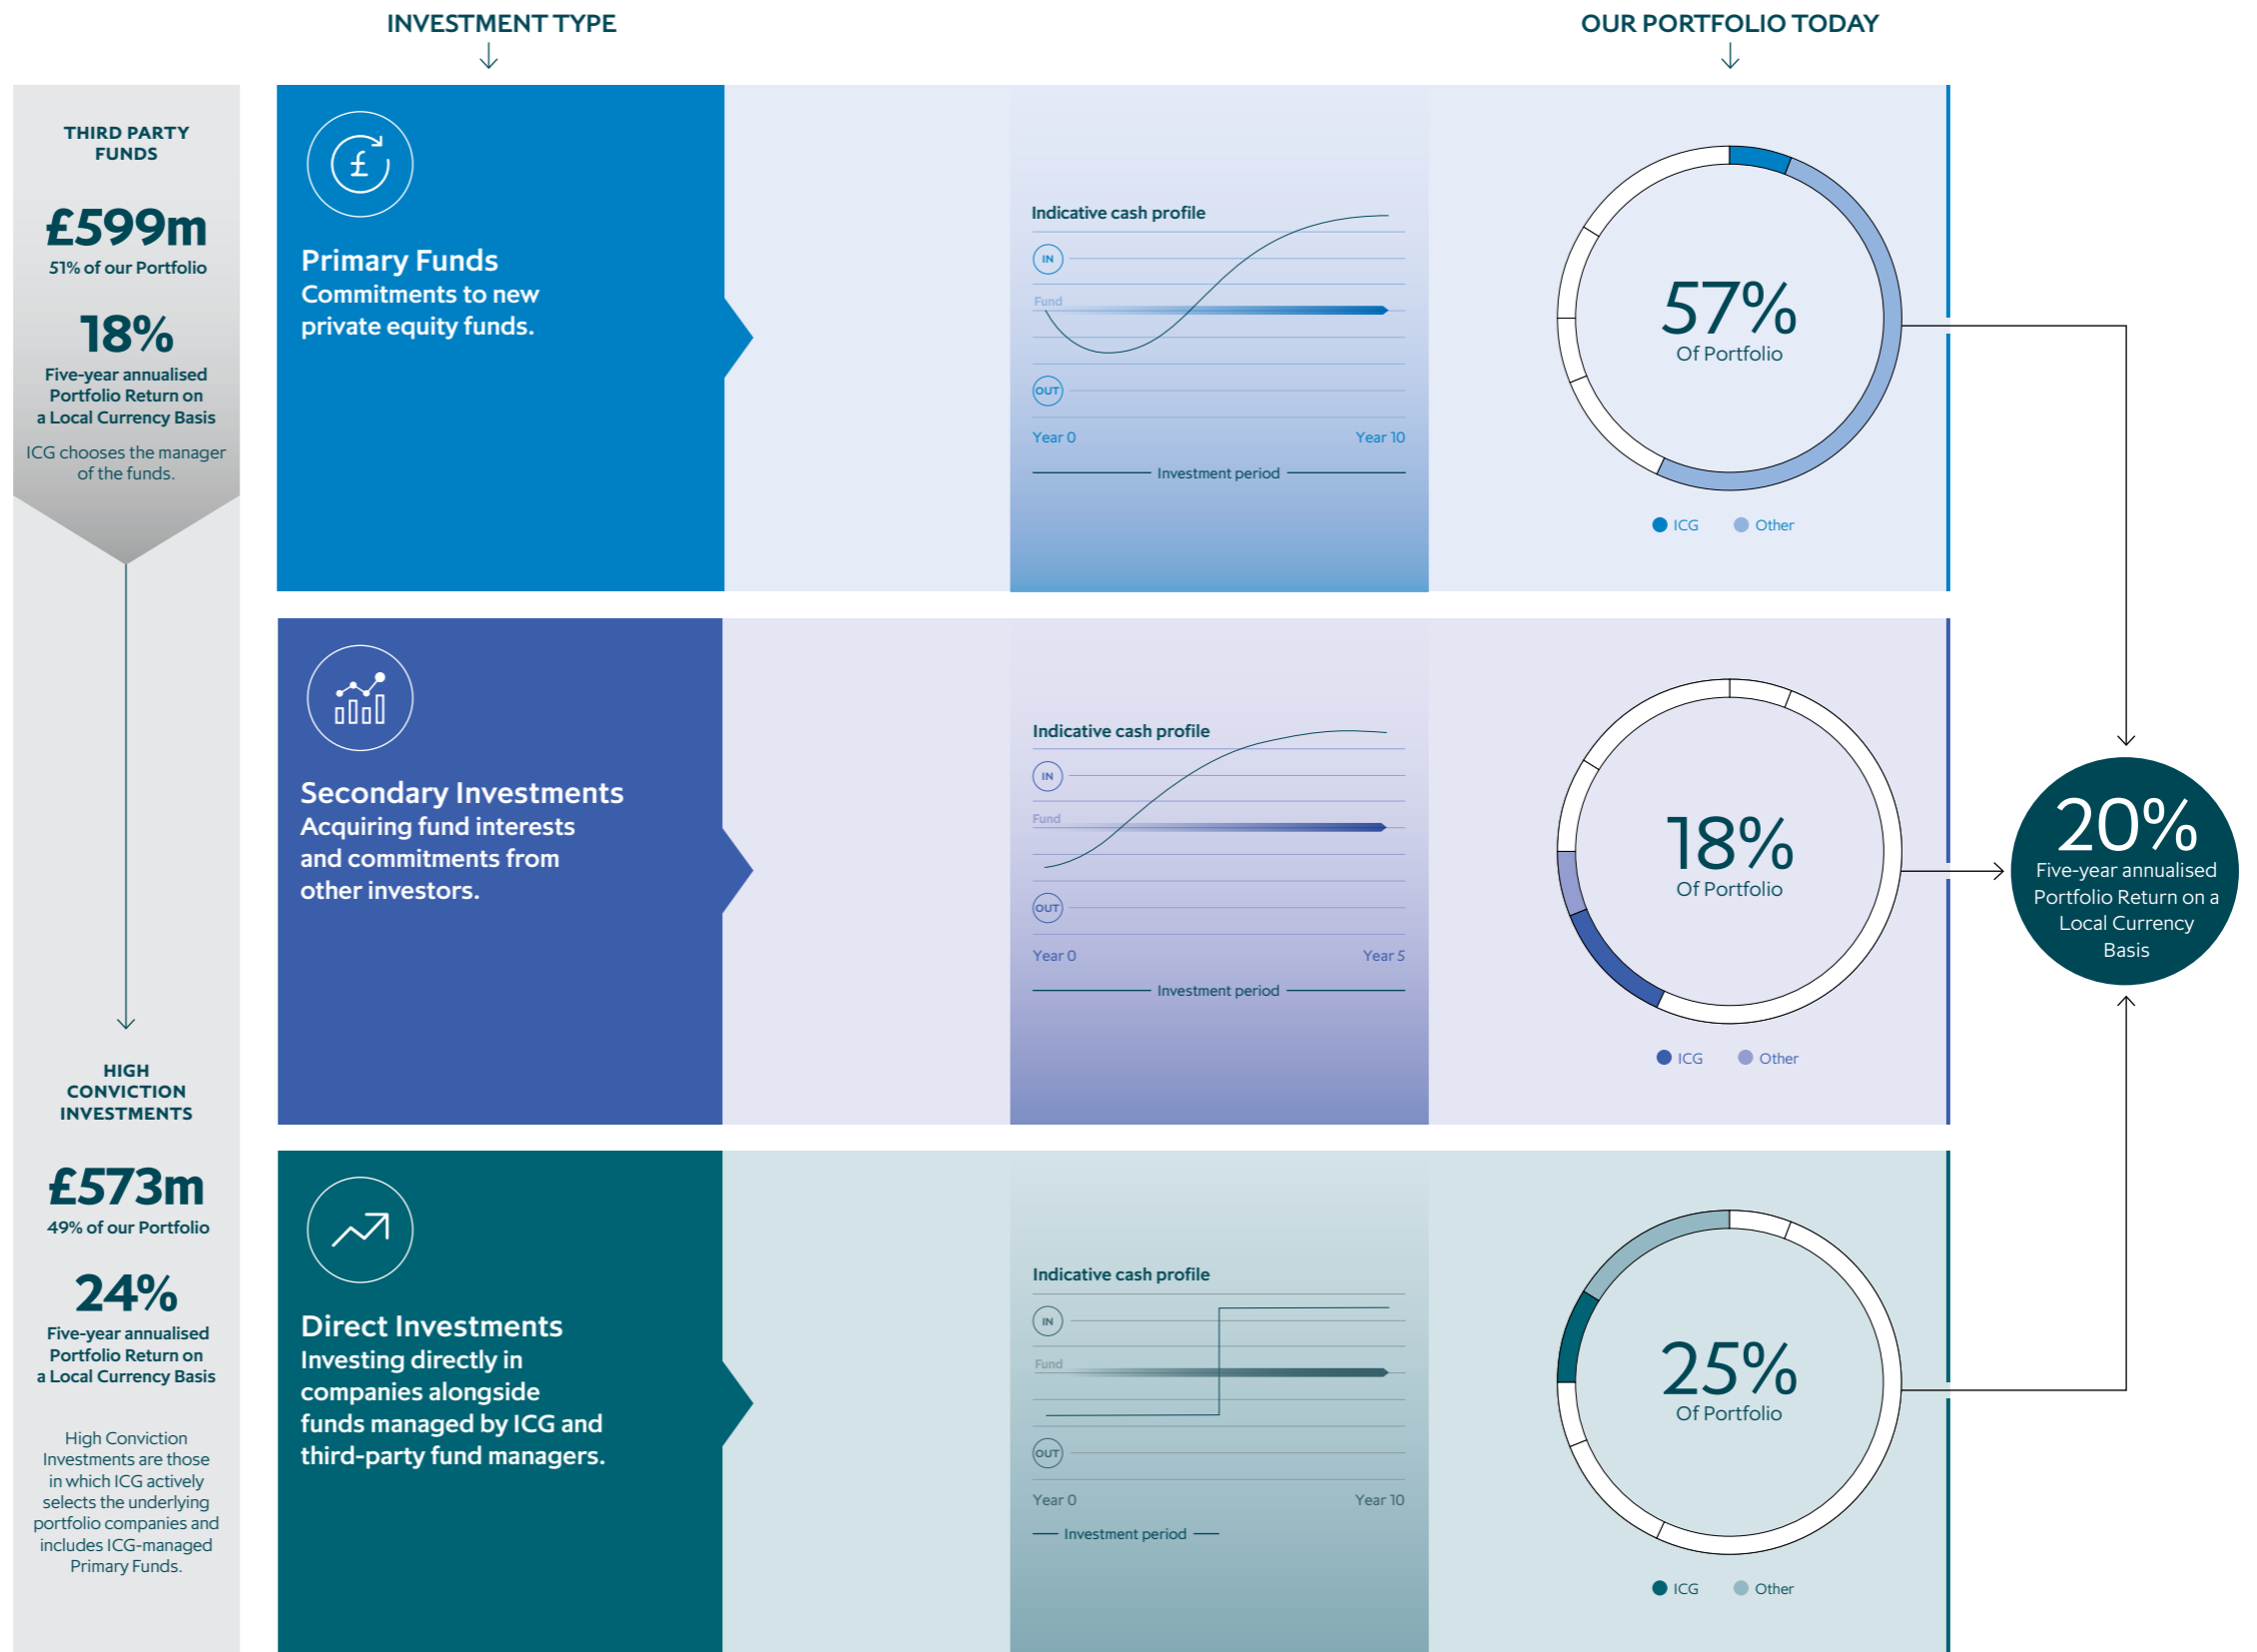 INVESTMENT TYPE
OUR PORTFOLIO TODAY
THIRD PARTY
FUNDS
£599m
51% of our Portfolio
18%
Five-year annualised
Portfolio Return on
a Local Currency Basis
ICG chooses the manager
of the funds.
HIGH
CONVICTION
INVESTMENTS
£573m
49% of our Portfolio
24%
Five-year annualised
Portfolio Return on
a Local Currency Basis
High Conviction
Investments are those
in which ICG actively
selects the underlying
portfolio companies and
includes ICG-managed
Primary Funds.
£
Primary Funds
Commitments to new
private equity funds.
Indicative cash profile
IN
Fund
OUT
Year 0 Year 10
Investment period
57%
Of Portfolio
ICG Other
Secondary Investments
Acquiring fund interests
and commitments from
other investors.
Indicative cash profile
IN
Fund
OUT
Year 0 Year 5
Investment period
18%
Of Portfolio
ICG Other
Direct Investments
Investing directly in
companies alongside
funds managed by ICG and
third-party fund managers.
Indicative cash profile
IN
Fund
OUT
Year 0 Year 10
Investment period
25%
Of Portfolio
ICG Other
20%
Five-year annualised
Portfolio Return on a
Local Currency
Basis